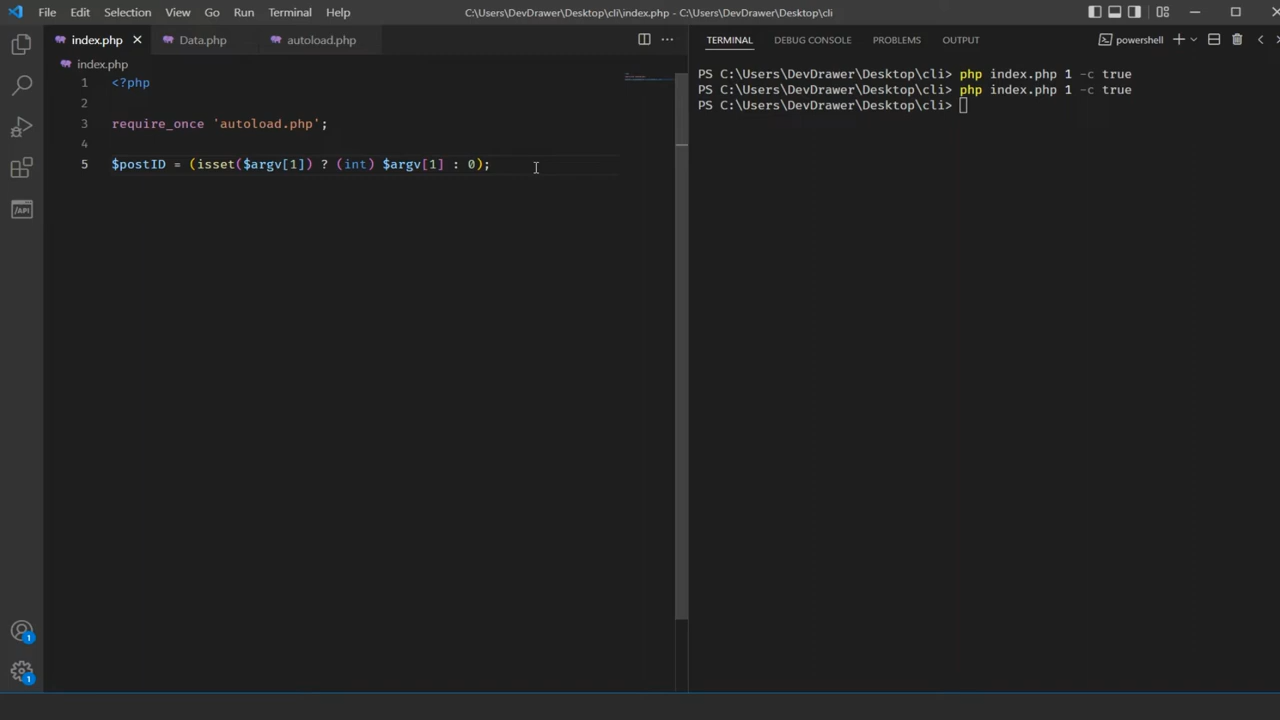 File Edit Selection View Go Run Terminal Help C:\Users\DevDrawer\Desktop\cli\index.php - C:\Users\DevDrawer\Desktop\cli
index.php Data.php autoload.php
index.php
1 <?php
2
3 require_once 'autoload.php';
4
5 $postID = (isset($argv[1]) ? (int) $argv[1] : 0);
/API
1
1
TERMINAL DEBUG CONSOLE PROBLEMS OUTPUT powershell
PS C:\Users\DevDrawer\Desktop\cli> php index.php 1 -c true
PS C:\Users\DevDrawer\Desktop\cli> php index.php 1 -c true
PS C:\Users\DevDrawer\Desktop\cli>